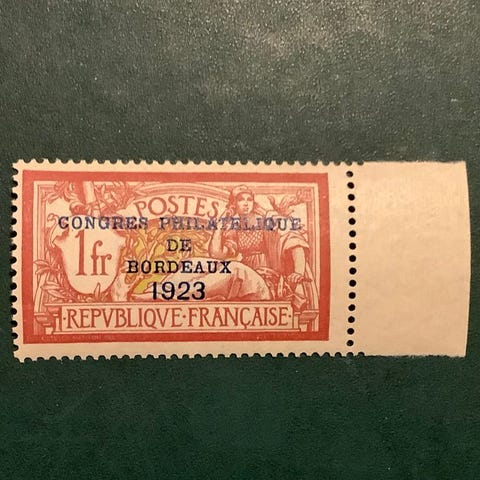 POSTES
CONGRES PHILATELIQUE
DE
1fr
BORDEAUX
1923
·REPVBLIQVE·FRANÇAISE·